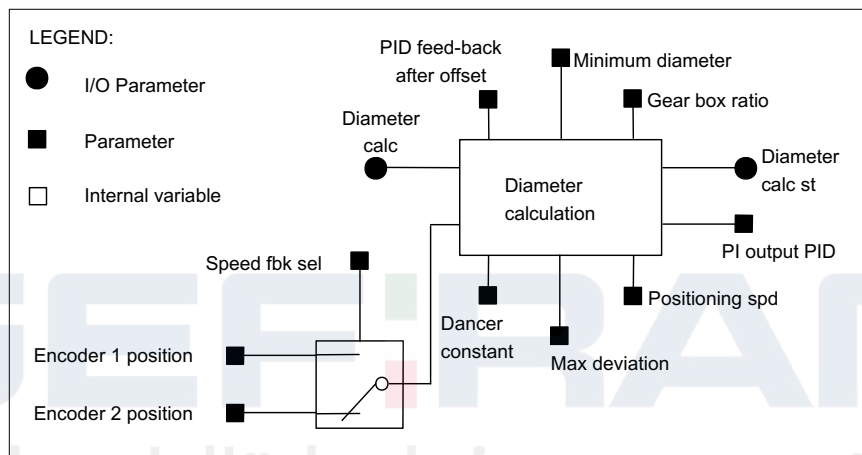 LEGEND:
I/O Parameter
Parameter
Internal variable
PID feed-back
after offset
Minimum diameter
Gear box ratio
Diameter
calc
Diameter
calculation
Diameter
calc st
PI output PID
Speed fbk sel
Dancer
constant
Positioning spd
Max deviation
Encoder 1 position
Encoder 2 position
GEFRAN